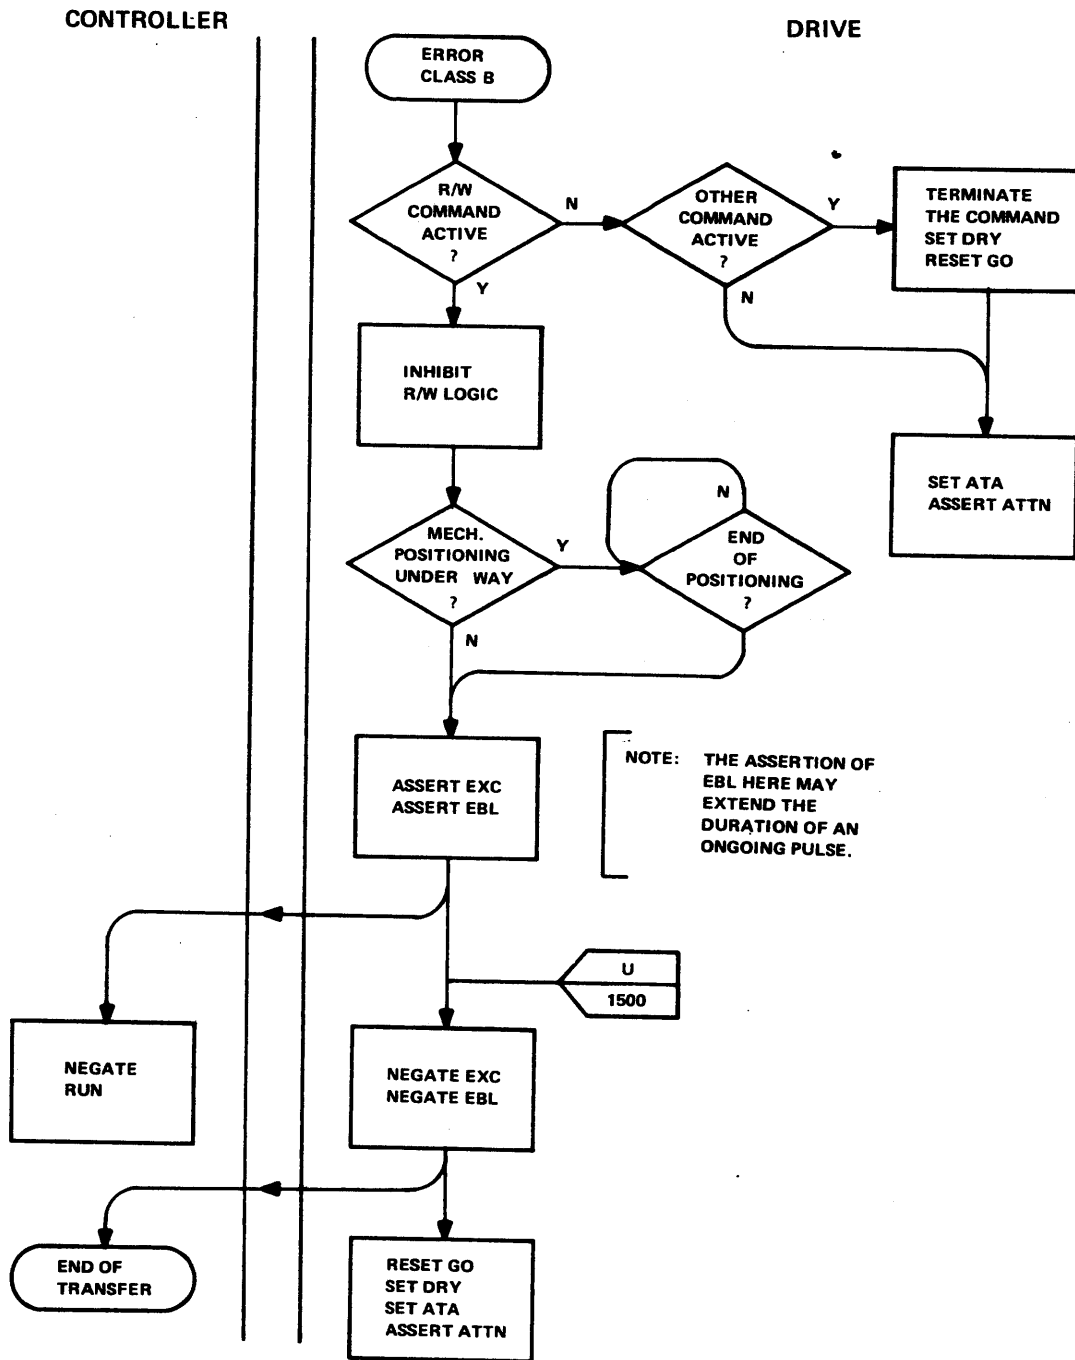 CONTROLLER
DRIVE
ERROR
CLASS B
R/W
COMMAND
ACTIVE
?
N
Y
OTHER
COMMAND
ACTIVE
?
Y
N
TERMINATE
THE COMMAND
SET DRY
RESET GO
INHIBIT
R/W LOGIC
SET ATA
ASSERT ATTN
MECH.
POSITIONING
UNDER WAY
?
Y
N
N
END
OF
POSITIONING
?
ASSERT EXC
ASSERT EBL
NOTE: THE ASSERTION OF
EBL HERE MAY
EXTEND THE
DURATION OF AN
ONGOING PULSE.
U
1500
NEGATE
RUN
NEGATE EXC
NEGATE EBL
END OF
TRANSFER
RESET GO
SET DRY
SET ATA
ASSERT ATTN